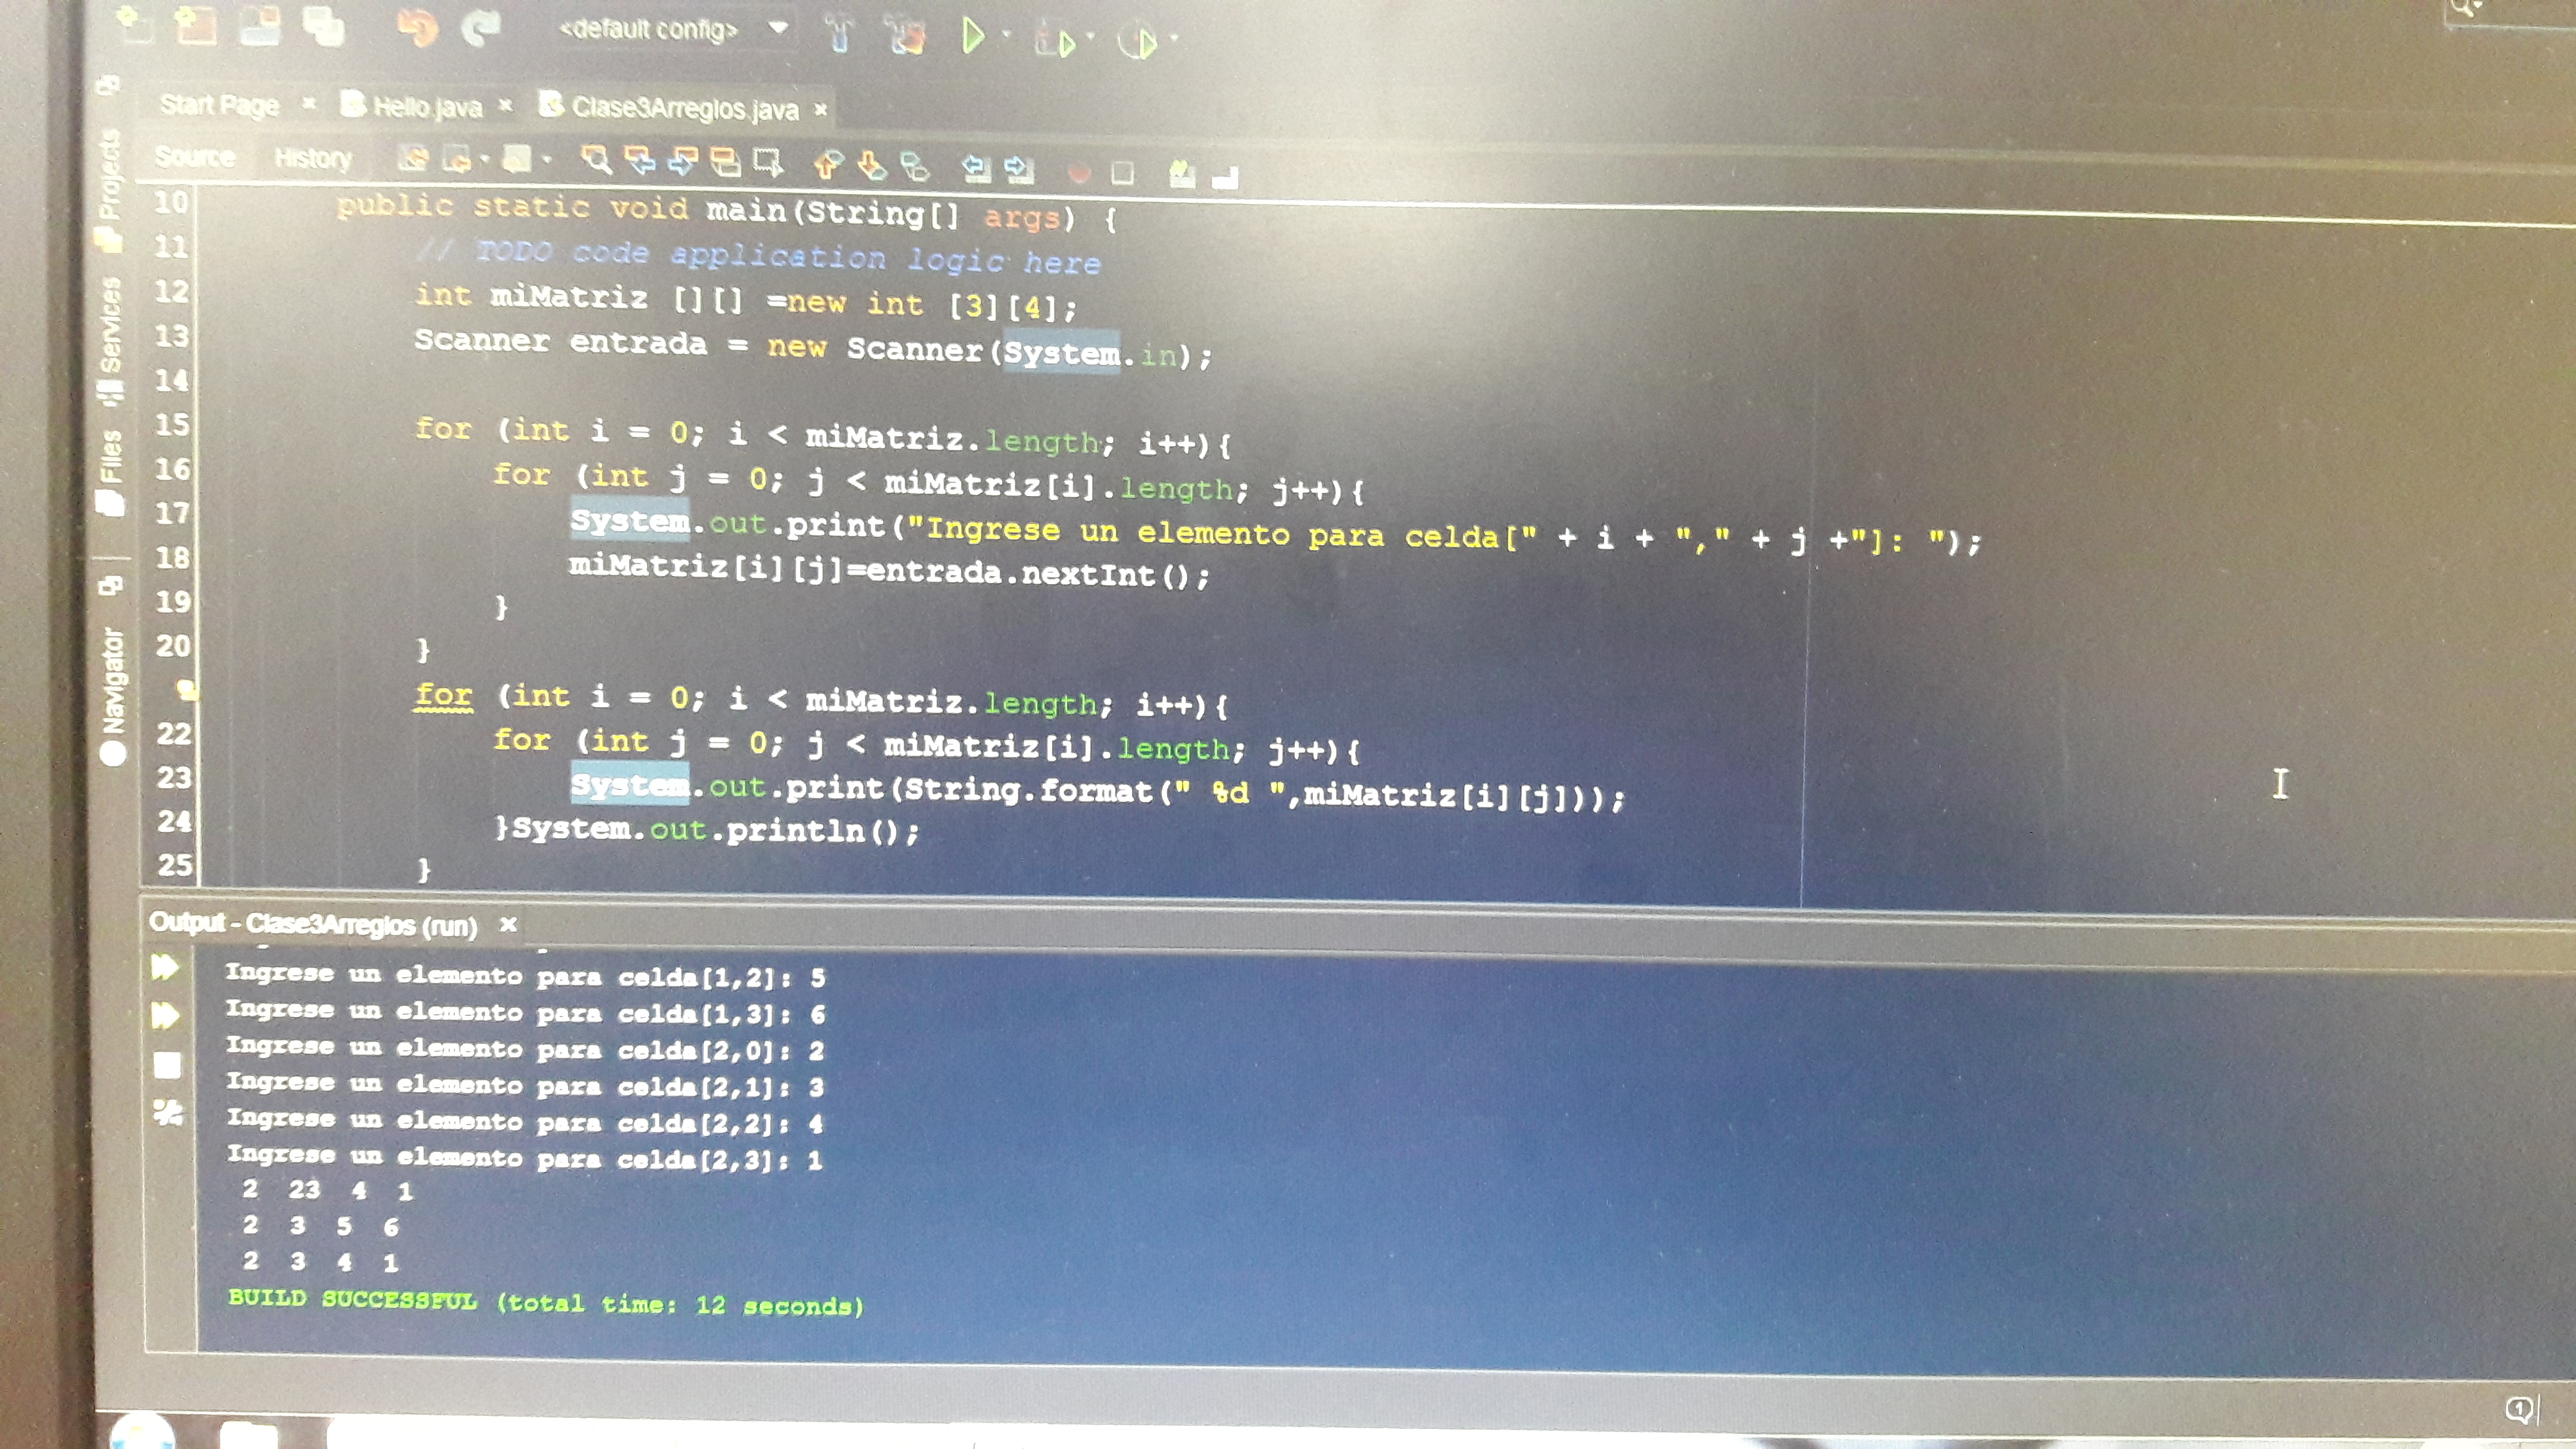 <default config>
Start Page Hello.java Clase3Arreglos.java
Source History
Projects
Services
Files
Navigator
10 public static void main(String[] args) {
11 // TODO code application logic here
12 int miMatriz [][] =new int [3][4];
13 Scanner entrada = new Scanner(System.in);
14
15 for (int i = 0; i < miMatriz.length; i++){
16 for (int j = 0; j < miMatriz[i].length; j++){
17 System.out.print("Ingrese un elemento para celda[" + i + "," + j +"]: ");
18 miMatriz[i][j]=entrada.nextInt();
19 }
20 }
for (int i = 0; i < miMatriz.length; i++){
22 for (int j = 0; j < miMatriz[i].length; j++){
23 System.out.print(String.format(" %d ",miMatriz[i][j]));
24 }System.out.println();
25 }
Output - Clase3Arreglos (run)
Ingrese un elemento para celda[1,2]: 5
Ingrese un elemento para celda[1,3]: 6
Ingrese un elemento para celda[2,0]: 2
Ingrese un elemento para celda[2,1]: 3
Ingrese un elemento para celda[2,2]: 4
Ingrese un elemento para celda[2,3]: 1
2 23 4 1
2 3 5 6
2 3 4 1
BUILD SUCCESSFUL (total time: 12 seconds)
1